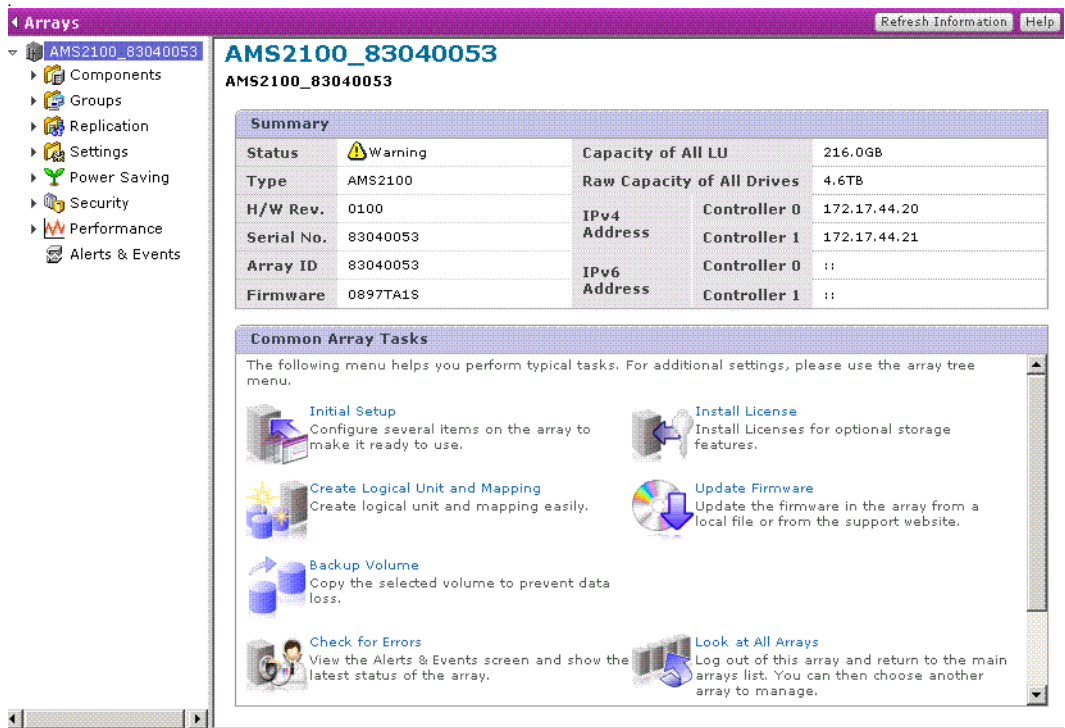 Arrays
Refresh Information
Help
AMS2100_83040053
Components
Groups
Replication
Settings
Power Saving
Security
Performance
Alerts & Events
AMS2100_83040053
AMS2100_83040053
Summary
Status Warning Capacity of All LU 216.0GB
Type AMS2100 Raw Capacity of All Drives 4.6TB
H/W Rev. 0100 IPv4 Address Controller 0 172.17.44.20
Serial No. 83040053 Controller 1 172.17.44.21
Array ID 83040053 IPv6 Address Controller 0 ::
Firmware 0897TA1S Controller 1 ::
Common Array Tasks
The following menu helps you perform typical tasks. For additional settings, please use the array tree
menu.
Initial Setup
Configure several items on the array to
make it ready to use.
Install License
Install Licenses for optional storage
features.
Create Logical Unit and Mapping
Create logical unit and mapping easily.
Update Firmware
Update the firmware in the array from a
local file or from the support website.
Backup Volume
Copy the selected volume to prevent data
loss.
Check for Errors
View the Alerts & Events screen and show the
latest status of the array.
Look at All Arrays
Log out of this array and return to the main
arrays list. You can then choose another
array to manage.